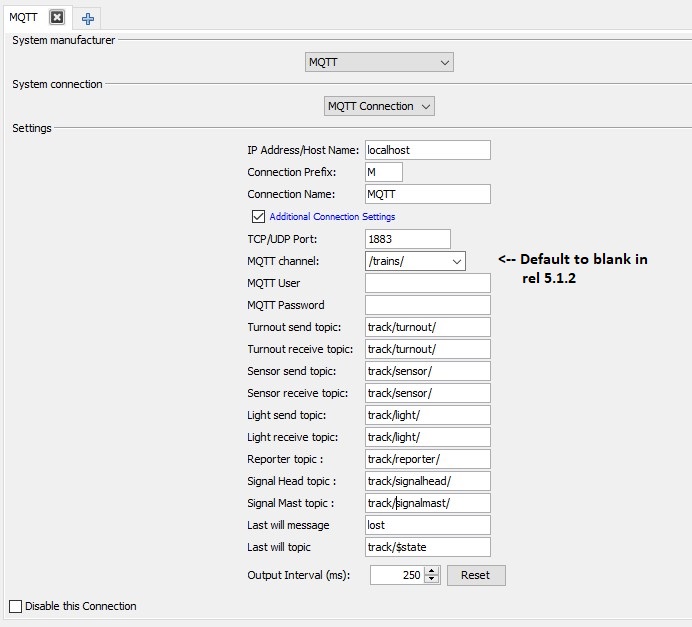 MQTT
System manufacturer
MQTT
System connection
MQTT Connection
Settings
IP Address/Host Name: localhost
Connection Prefix: M
Connection Name: MQTT
Additional Connection Settings
TCP/UDP Port: 1883
MQTT channel: /trains/ <-- Default to blank in
rel 5.1.2
MQTT User
MQTT Password
Turnout send topic: track/turnout/
Turnout receive topic: track/turnout/
Sensor send topic: track/sensor/
Sensor receive topic: track/sensor/
Light send topic: track/light/
Light receive topic: track/light/
Reporter topic : track/reporter/
Signal Head topic : track/signalhead/
Signal Mast topic : track/signalmast/
Last will message lost
Last will topic track/$state
Output Interval (ms): 250 Reset
Disable this Connection